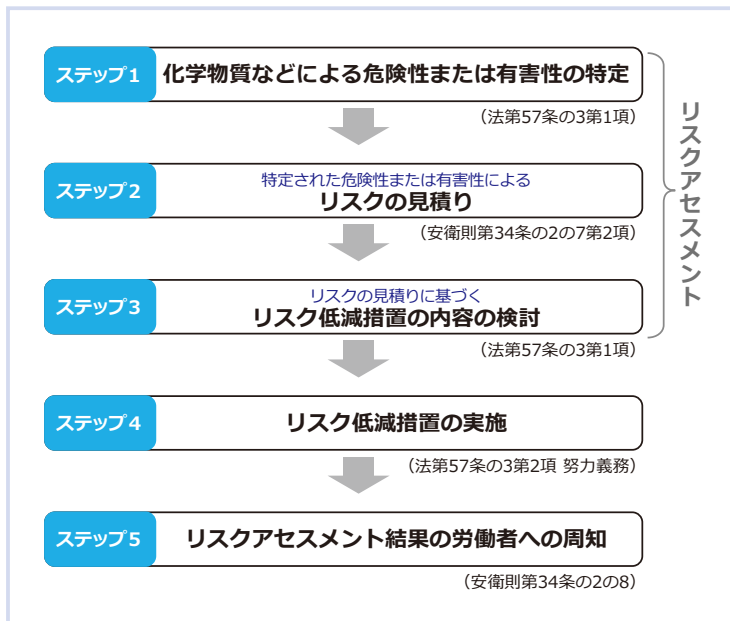 ステップ1
化学物質などによる危険性または有害性の特定
(法第57条の3第1項)
ステップ2
特定された危険性または有害性による
リスクの見積り
(安衛則第34条の2の7第2項)
ステップ3
リスクの見積りに基づく
リスク低減措置の内容の検討
(法第57条の3第1項)
リスクアセスメント
ステップ4
リスク低減措置の実施
(法第57条の3第2項 努力義務)
ステップ5
リスクアセスメント結果の労働者への周知
(安衛則第34条の2の8)